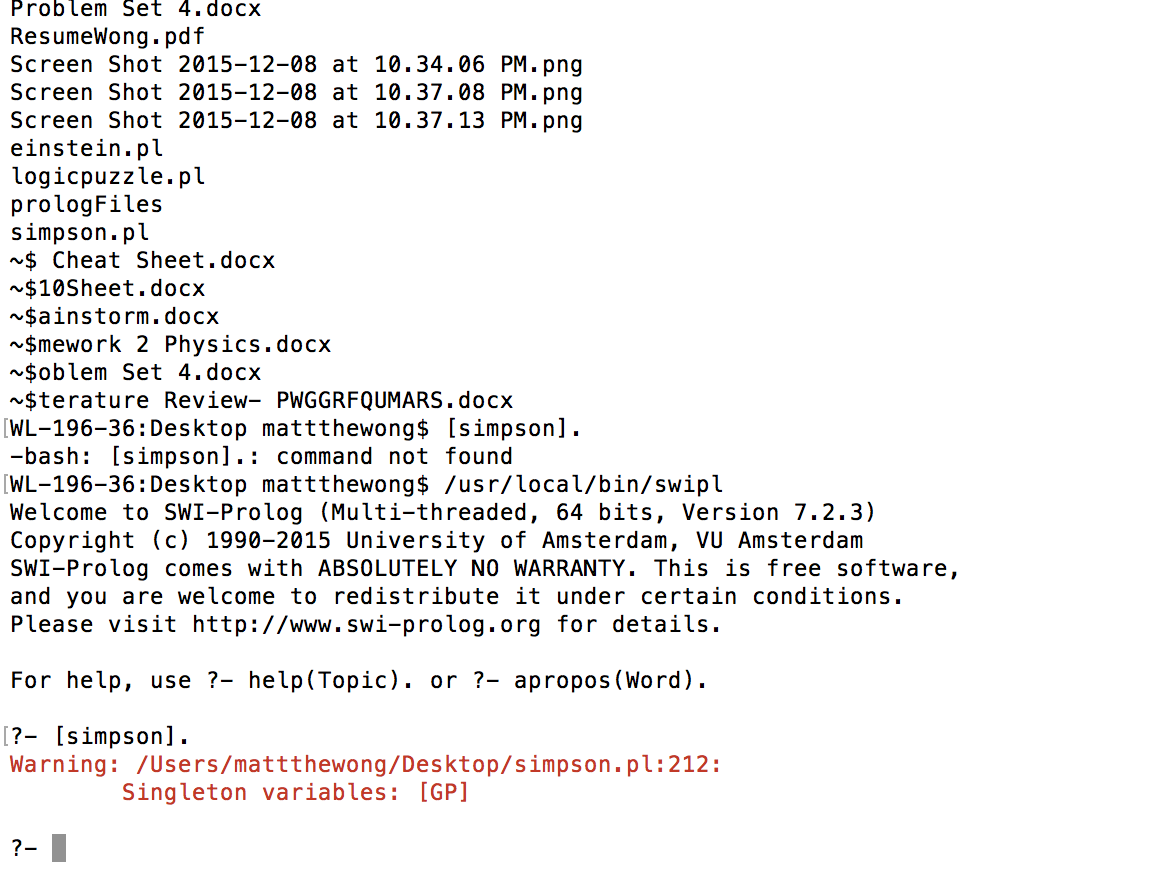 Problem Set 4.docx
ResumeWong.pdf
Screen Shot 2015-12-08 at 10.34.06 PM.png
Screen Shot 2015-12-08 at 10.37.08 PM.png
Screen Shot 2015-12-08 at 10.37.13 PM.png
einstein.pl
logicpuzzle.pl
prologFiles
simpson.pl
~$ Cheat Sheet.docx
~$10Sheet.docx
~$ainstorm.docx
~$mework 2 Physics.docx
~$oblem Set 4.docx
~$terature Review- PWGGRFQUMARS.docx
[WL-196-36:Desktop mattthewong$ [simpson].
-bash: [simpson].: command not found
[WL-196-36:Desktop mattthewong$ /usr/local/bin/swipl
Welcome to SWI-Prolog (Multi-threaded, 64 bits, Version 7.2.3)
Copyright (c) 1990-2015 University of Amsterdam, VU Amsterdam
SWI-Prolog comes with ABSOLUTELY NO WARRANTY. This is free software,
and you are welcome to redistribute it under certain conditions.
Please visit http://www.swi-prolog.org for details.
For help, use ?- help(Topic). or ?- apropos(Word).
[?- [simpson].
Warning: /Users/mattthewong/Desktop/simpson.pl:212:
Singleton variables: [GP]
?-